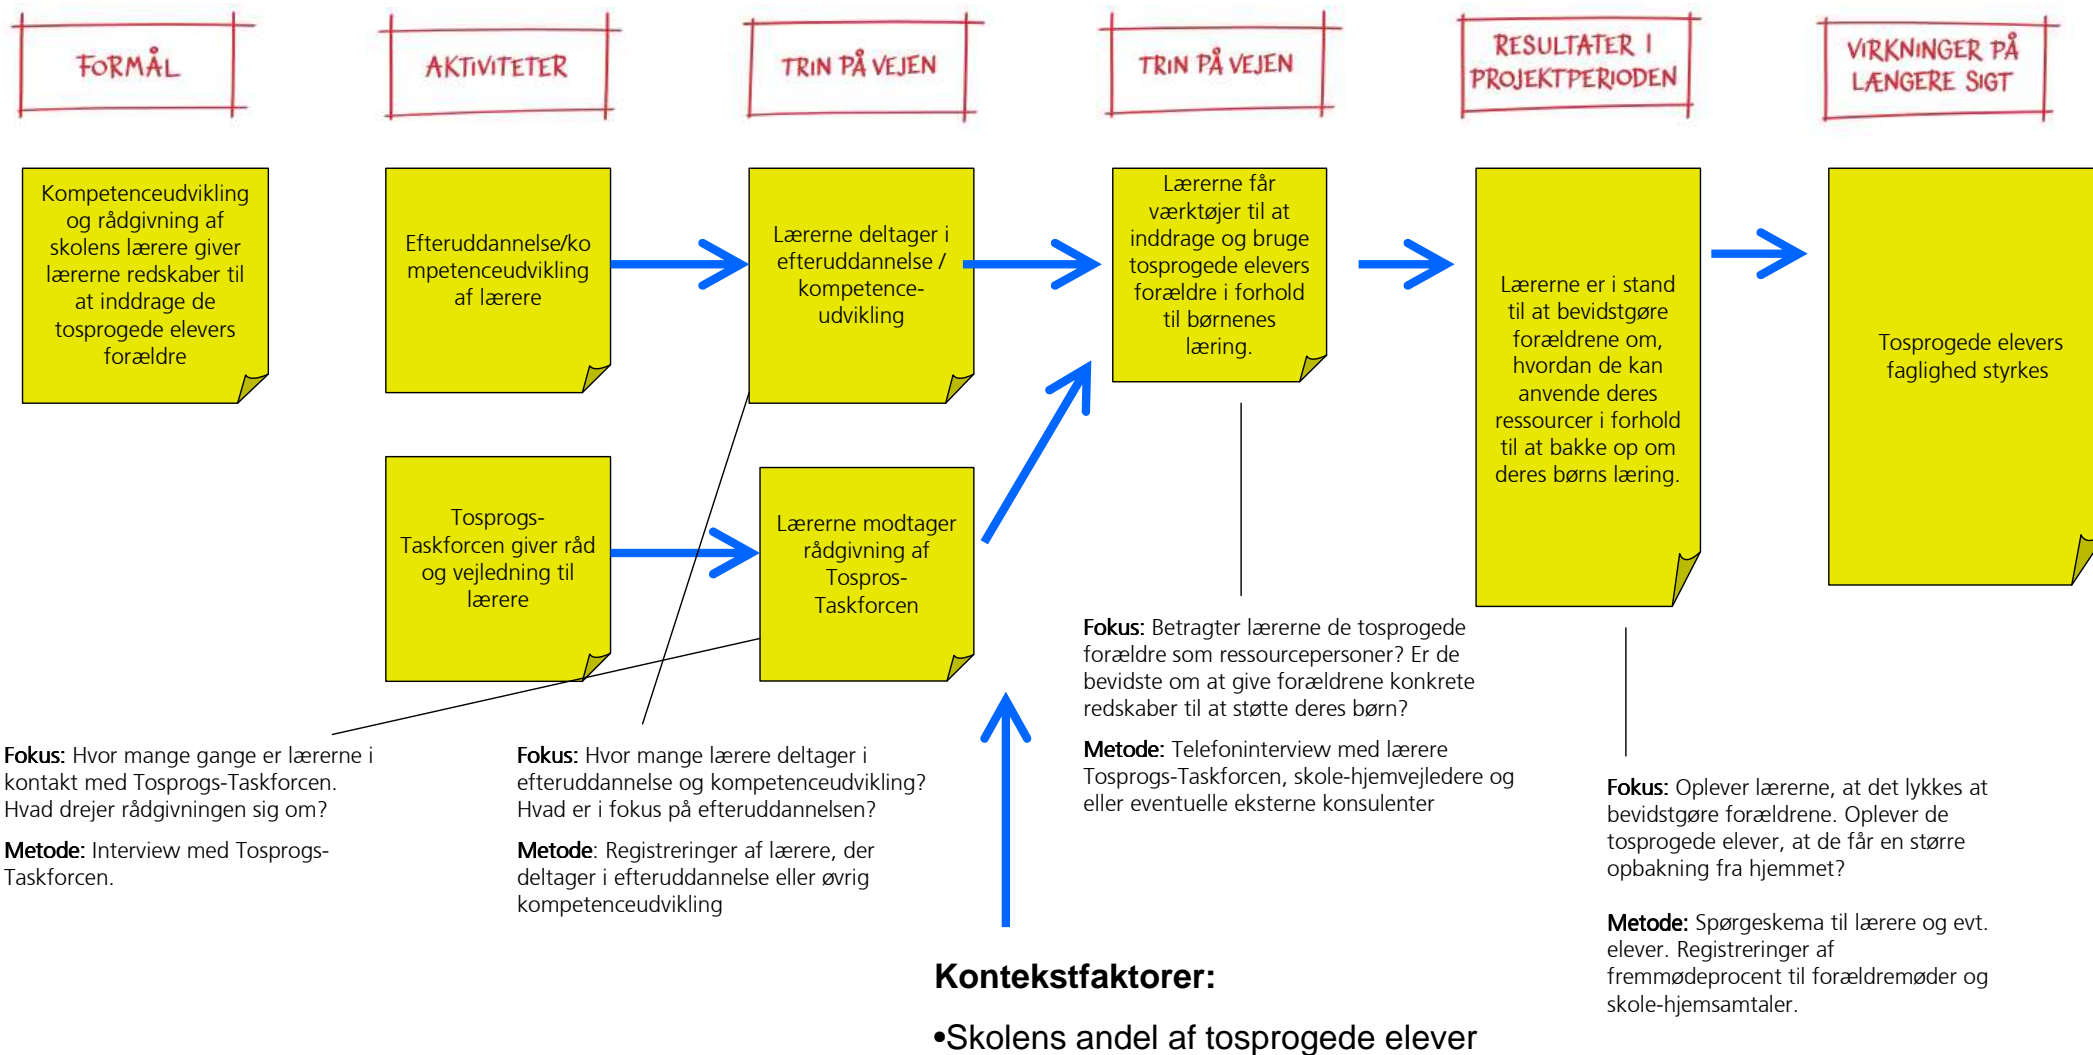 FORMÅL
AKTIVITETER
TRIN PÅ VEJEN
TRIN PÅ VEJEN
RESULTATER I
PROJEKTPERIODEN
VIRKNINGER PÅ
LÆNGERE SIGT
Kompetenceudvikling
og rådgivning af
skolens lærere giver
lærerne redskaber til
at inddrage de
tosprogede elevers
forældre
Efteruddannelse/ko
mpetenceudvikling
af lærere
Lærerne deltager i
efteruddannelse /
kompetence-
udvikling
Lærerne får
værktøjer til at
inddrage og bruge
tosprogede elevers
forældre i forhold
til børnenes
læring.
Lærerne er i stand
til at bevidstgøre
forældrene om,
hvordan de kan
anvende deres
ressourcer i forhold
til at bakke op om
deres børns læring.
Tosprogede elevers
faglighed styrkes
Tosprogs-
Taskforcen giver råd
og vejledning til
lærere
Lærerne modtager
rådgivning af
Tospros-
Taskforcen
Fokus: Hvor mange gange er lærerne i
kontakt med Tosprogs-Taskforcen.
Hvad drejer rådgivningen sig om?
Metode: Interview med Tosprogs-
Taskforcen.
Fokus: Hvor mange lærere deltager i
efteruddannelse og kompetenceudvikling?
Hvad er i fokus på efteruddannelsen?
Metode: Registreringer af lærere, der
deltager i efteruddannelse eller øvrig
kompetenceudvikling
Fokus: Betragter lærerne de tosprogede
forældre som ressourcepersoner? Er de
bevidste om at give forældrene konkrete
redskaber til at støtte deres børn?
Metode: Telefoninterview med lærere
Tosprogs-Taskforcen, skole-hjemvejledere og
eller eventuelle eksterne konsulenter
Fokus: Oplever lærerne, at det lykkes at
bevidstgøre forældrene. Oplever de
tosprogede elever, at de får en større
opbakning fra hjemmet?
Metode: Spørgeskema til lærere og evt.
elever. Registreringer af
fremmødeprocent til forældremøder og
skole-hjemsamtaler.
Kontekstfaktorer:
•Skolens andel af tosprogede elever